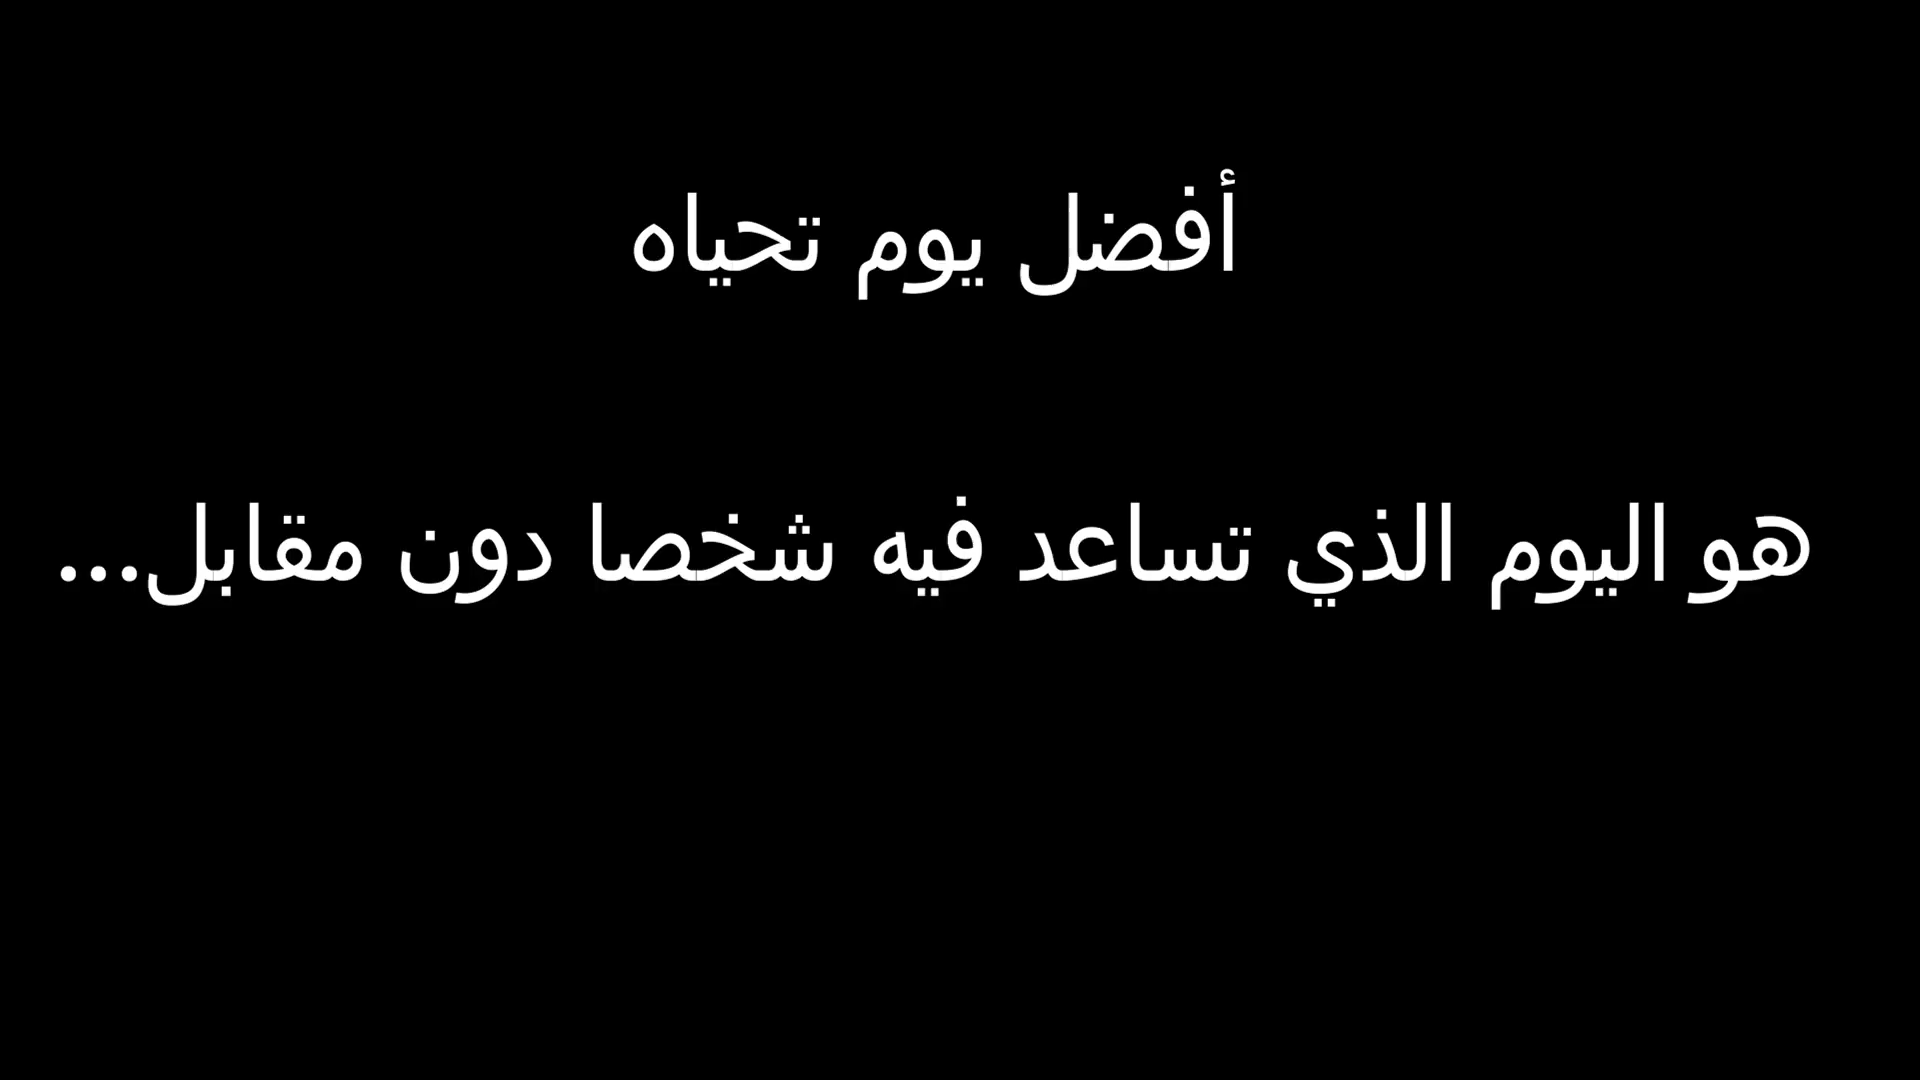 أفضل يوم تحياه
هو اليوم الذي تساعد فيه شخصا دون مقابل...